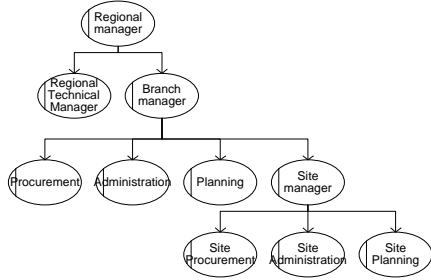 Regional
manager
Regional
Technical
Manager
Branch
manager
Procurement
Administration
Planning
Site
manager
Site
Procurement
Site
Administration
Site
Planning